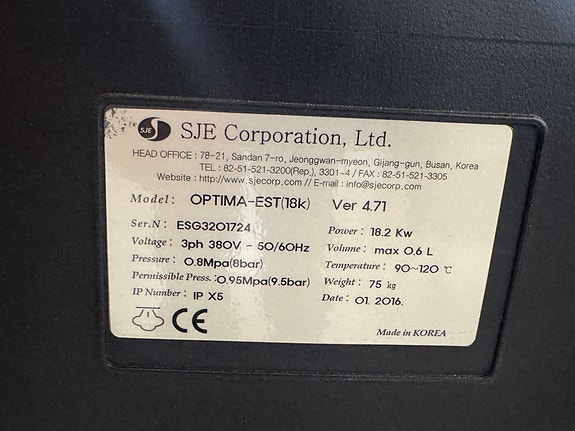 SJE SJE Corporation, Ltd.
HEAD OFFICE : 78-21, Sandan 7-ro, Jeonggwan-myeon, Gijang-gun, Busan, Korea
TEL : 82-51-521-3200(Rep.), 3301-4 / FAX : 82-51-521-3305
Website : http://www.sjecorp.com // E-mail : info@sjecorp.com
Model: OPTIMA-EST(18k) Ver 4.71
Ser.N : ESG3201724
Power : 18.2 Kw
Voltage : 3ph 380V - 50/60Hz
Volume : max 0.6 L
Pressure : 0.8Mpa(8bar)
Temperature : 90~120 ℃
Permissible Press. : 0.95Mpa(9.5bar)
Weight : 75 kg
IP Number : IP X5
Date : 01. 2016.
CE
Made in KOREA